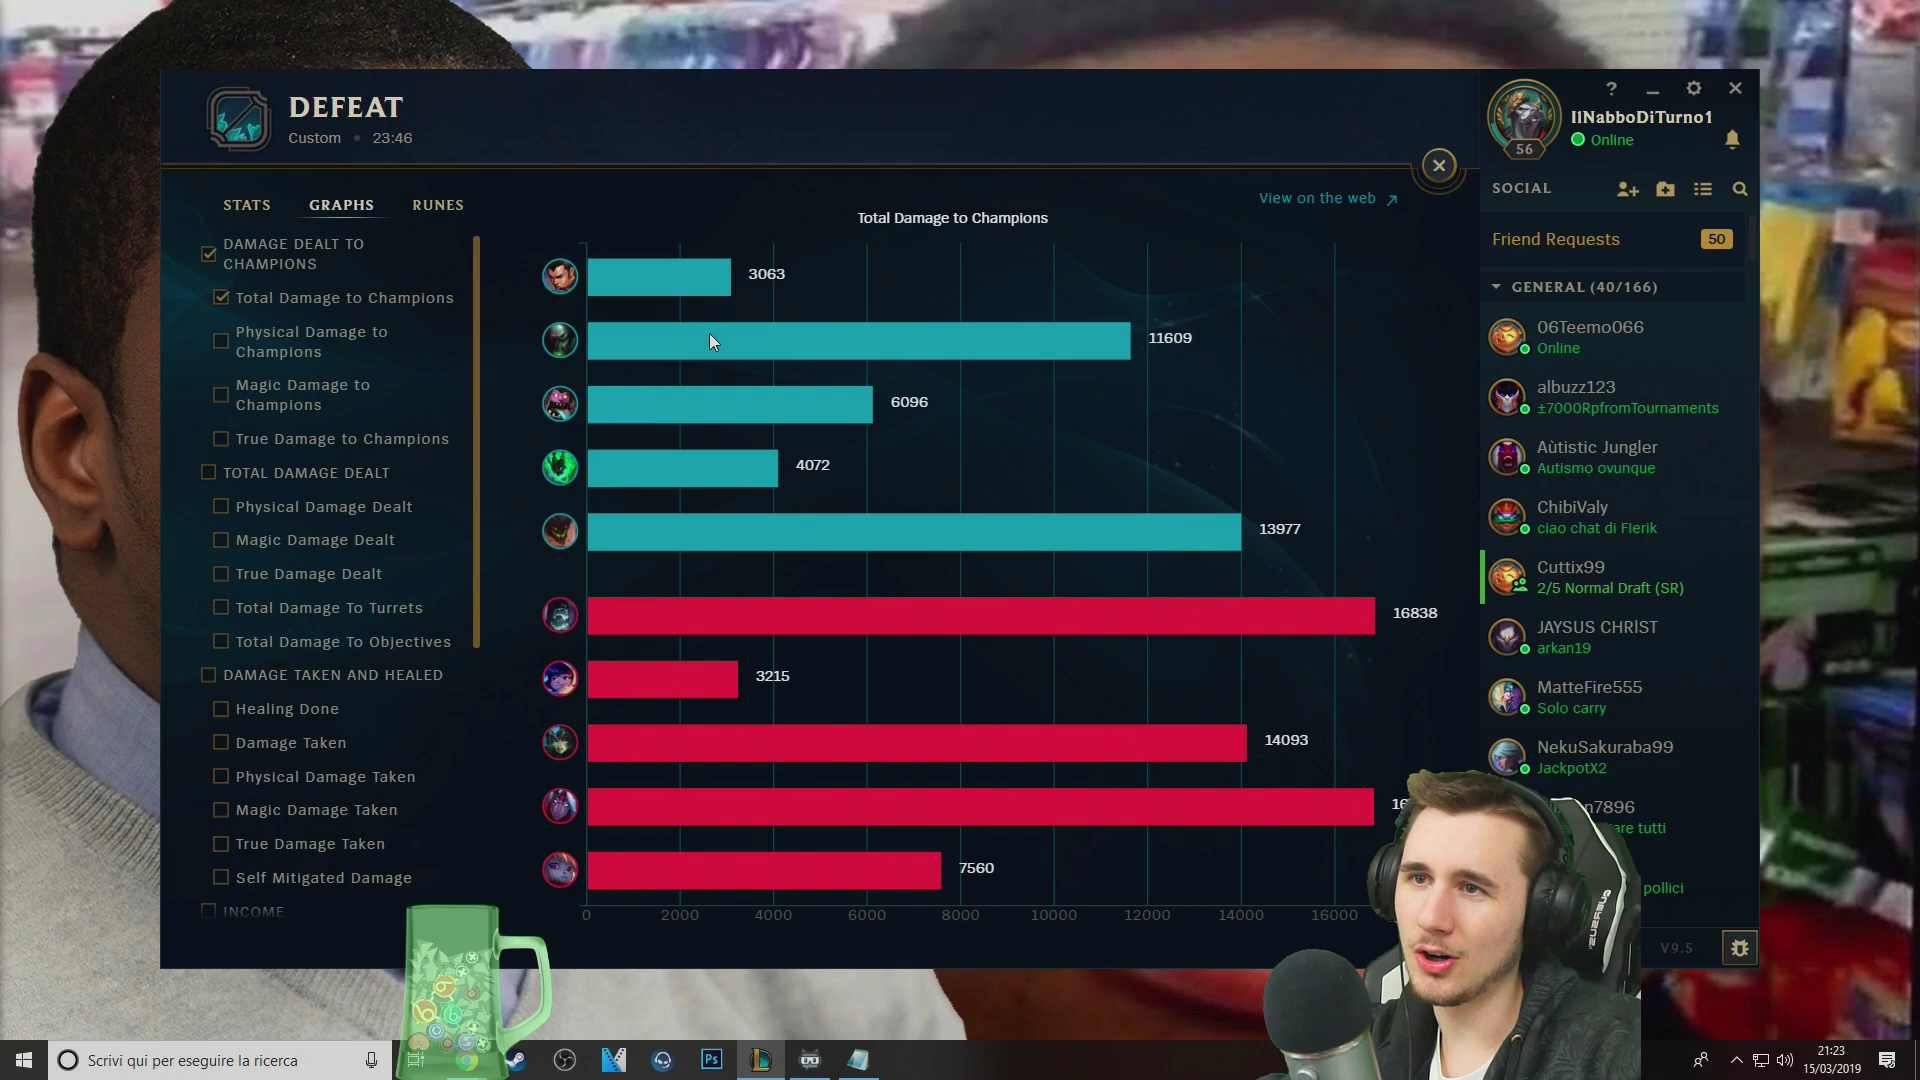 DEFEAT
Custom • 23:46
STATS GRAPHS RUNES
View on the web
Total Damage to Champions
DAMAGE DEALT TO
CHAMPIONS
Total Damage to Champions
Physical Damage to
Champions
Magic Damage to
Champions
True Damage to Champions
TOTAL DAMAGE DEALT
Physical Damage Dealt
Magic Damage Dealt
True Damage Dealt
Total Damage To Turrets
Total Damage To Objectives
DAMAGE TAKEN AND HEALED
Healing Done
Damage Taken
Physical Damage Taken
Magic Damage Taken
True Damage Taken
Self Mitigated Damage
INCOME
3063
11609
6096
4072
13977
16838
3215
14093
7560
0 2000 4000 6000 8000 10000 12000 14000 16000
IlNabboDiTurno1
Online
56
SOCIAL
Friend Requests 50
GENERAL (40/166)
06Teemo066
Online
albuzz123
±7000RpfromTournaments
Aùtistic Jungler
Autismo ovunque
ChibiValy
ciao chat di Flerik
Cuttix99
2/5 Normal Draft (SR)
JAYSUS CHRlST
arkan19
MatteFire555
Solo carry
NekuSakuraba99
JackpotX2
tutti
pollici
V9.5
Scrivi qui per eseguire la ricerca
Ps
21:23
15/03/2019